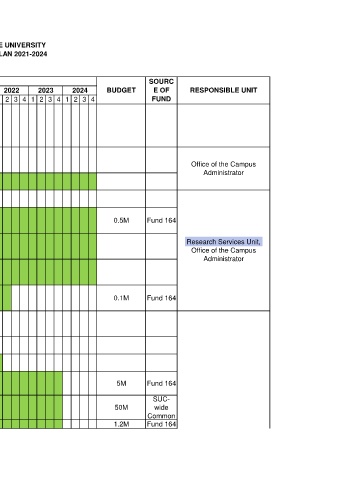 E UNIVERSITY
LAN 2021-2024
2022 2023 2024 BUDGET SOURC E OF FUND RESPONSIBLE UNIT
2 3 4 1 2 3 4 1 2 3 4
Office of the Campus
Administrator
0.5M Fund 164
Research Services Unit,
Office of the Campus
Administrator
0.1M Fund 164
5M Fund 164
50M SUC-wide Common
1.2M Fund 164